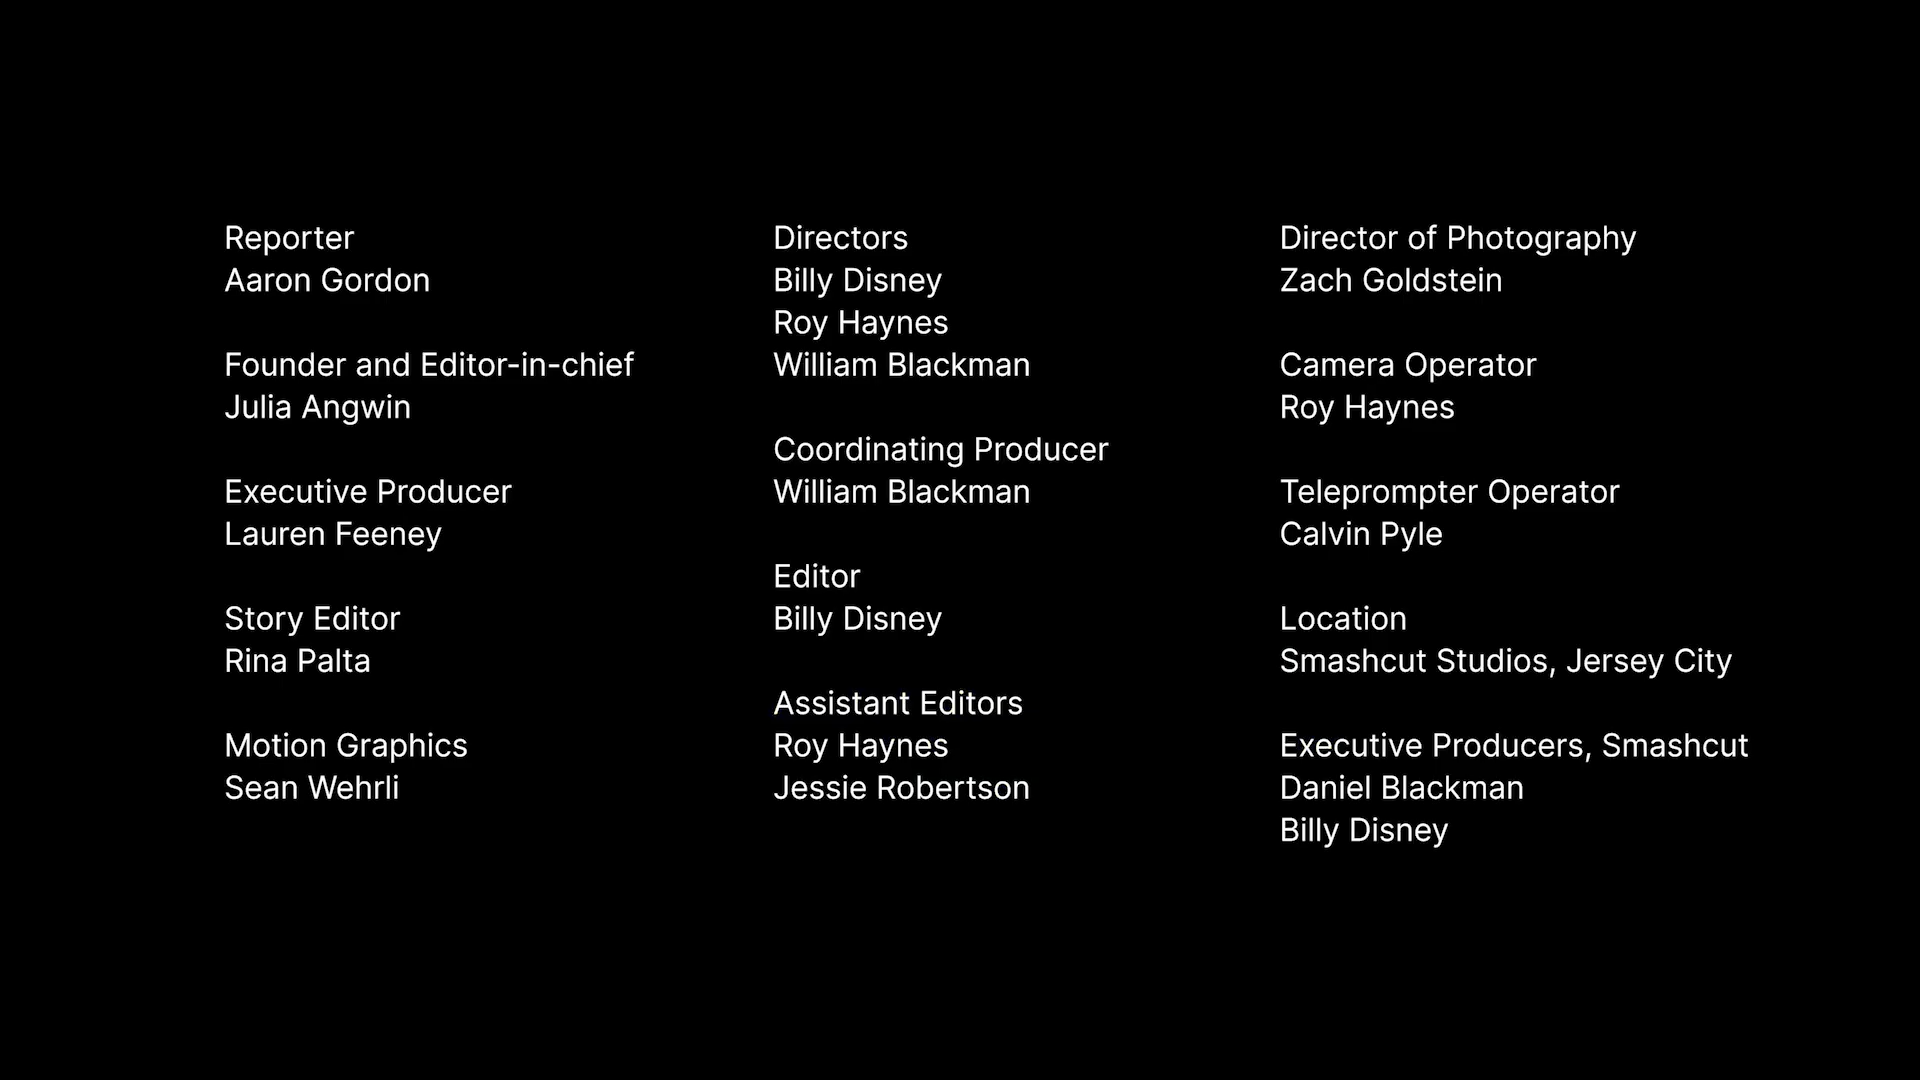 Reporter
Aaron Gordon
Founder and Editor-in-chief
Julia Angwin
Executive Producer
Lauren Feeney
Story Editor
Rina Palta
Motion Graphics
Sean Wehrli
Directors
Billy Disney
Roy Haynes
William Blackman
Coordinating Producer
William Blackman
Editor
Billy Disney
Assistant Editors
Roy Haynes
Jessie Robertson
Director of Photography
Zach Goldstein
Camera Operator
Roy Haynes
Teleprompter Operator
Calvin Pyle
Location
Smashcut Studios, Jersey City
Executive Producers, Smashcut
Daniel Blackman
Billy Disney